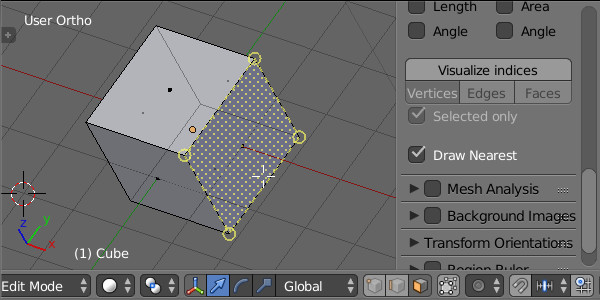 User Ortho
Length Area
Angle Angle
Visualize indices
Vertices Edges Faces
Selected only
Draw Nearest
Mesh Analysis
Background Images
Transform Orientations
Region Ruler
z y x
(1) Cube
Edit Mode Global